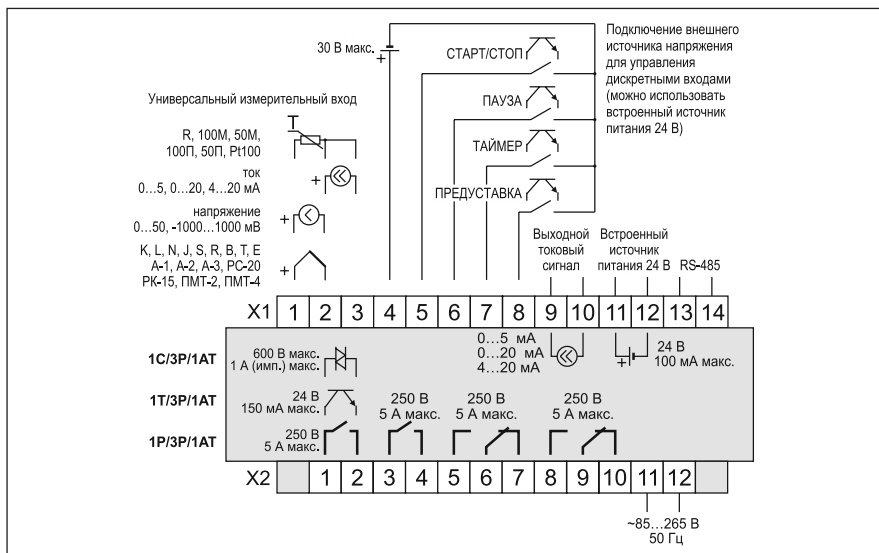 30 В макс.
+
СТАРТ/СТОП
ПАУЗА
ТАЙМЕР
ПРЕДУСТАВКА
Подключение внешнего
источника напряжения
для управления
дискретными входами
(можно использовать
встроенный источник
питания 24 В)
Универсальный измерительный вход
T
R, 100М, 50М,
100П, 50П, Pt100
ток
0...5, 0...20, 4...20 мА
+
напряжение
0...50, -1000...1000 мВ
+
K, L, N, J, S, R, B, T, E
А-1, А-2, А-3, РС-20
РК-15, ПМТ-2, ПМТ-4
+
Выходной
токовый
сигнал
Встроенный
источник
питания 24 В
RS-485
X1 1 2 3 4 5 6 7 8 9 10 11 12 13 14
1С/3Р/1АТ
600 В макс.
1 А (имп.) макс.
0...5 мА
0...20 мА
4...20 мА
+
24 В
100 мА макс.
1Т/3Р/1АТ
24 В
150 мА макс.
1Р/3Р/1АТ
250 В
5 А макс.
250 В
5 А макс.
250 В
5 А макс.
250 В
5 А макс.
X2 1 2 3 4 5 6 7 8 9 10 11 12
~85...265 В
50 Гц